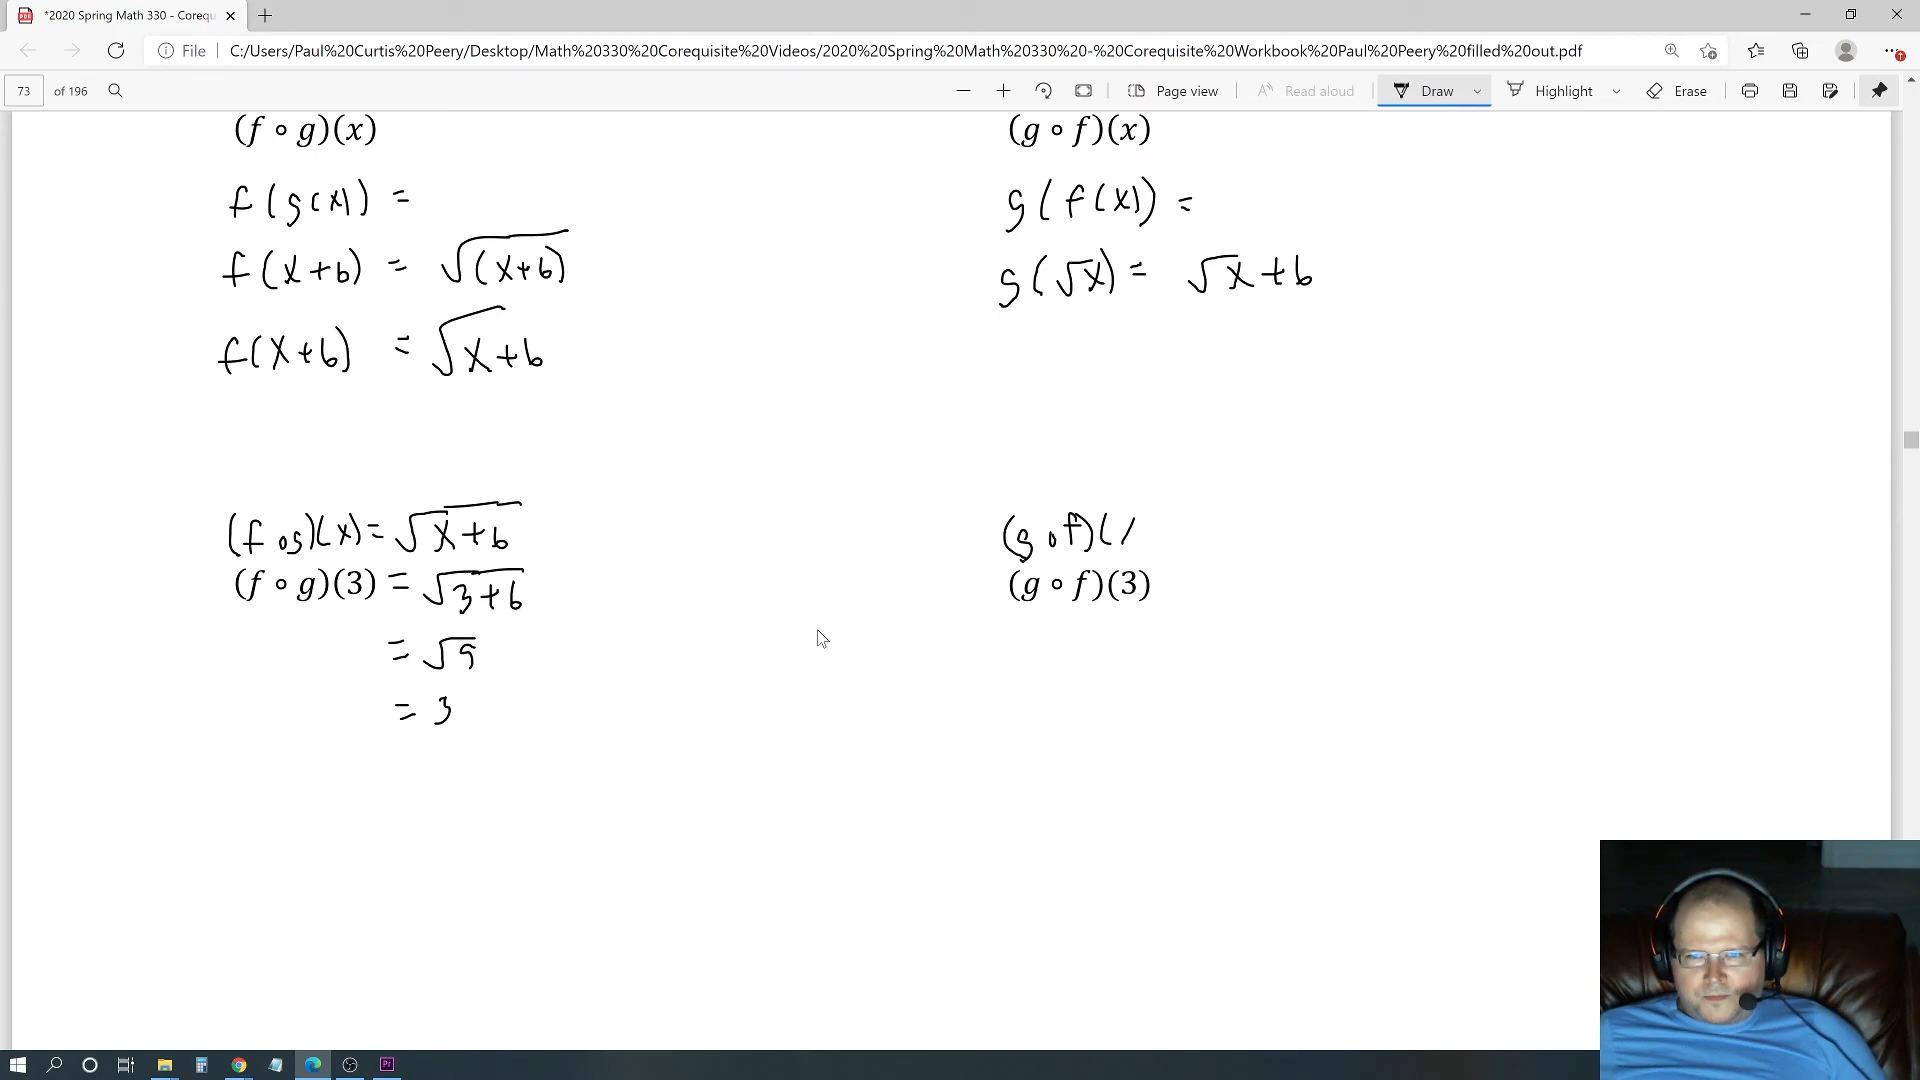 *2020 Spring Math 330 - Corequ
File C:/Users/Paul%20Curtis%20Peery/Desktop/Math%20330%20Corequisite%20Videos/2020%20Spring%20Math%20330%20-%20Corequisite%20Workbook%20Paul%20Peery%20filled%20out.pdf
73 of 196 Page view Read aloud Draw Highlight Erase
(f ∘ g)(x)
f(g(x)) =
f(x+6) = √(x+6)
f(x+6) = √x+6
(f∘g)(x) = √x+6
(f ∘ g)(3) = √3+6
= √9
= 3
(g ∘ f)(x)
g(f(x)) =
g(√x) = √x+6
(g∘f)(
(g ∘ f)(3)
Pr